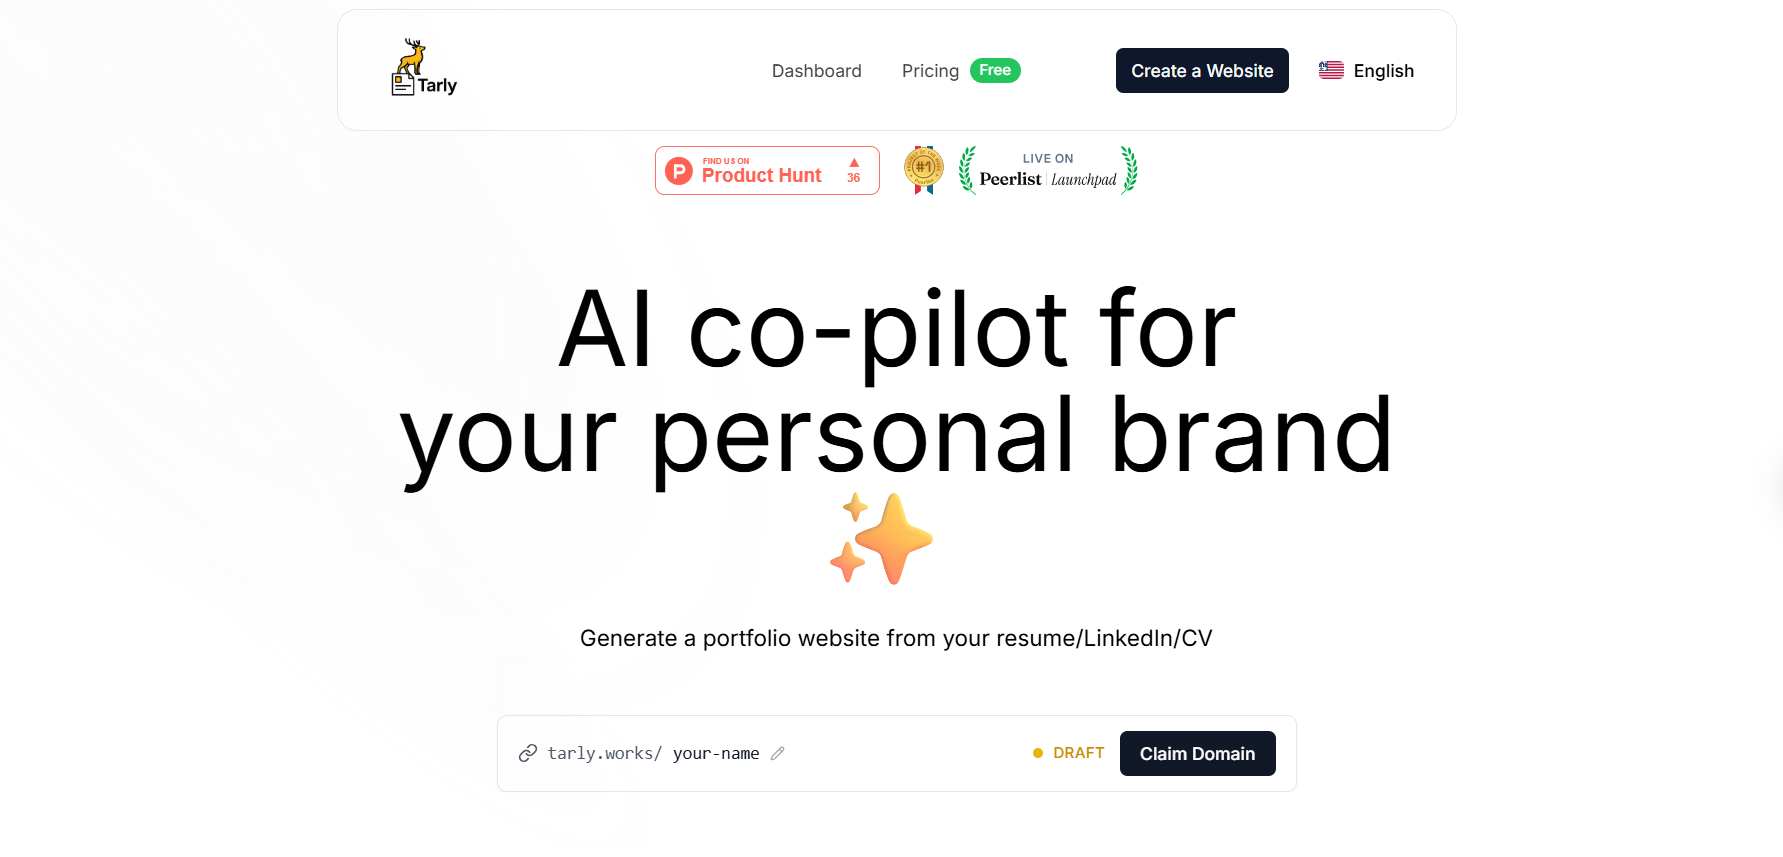 Tarly
Dashboard
Pricing Free
Create a Website
English
FIND US ON
Product Hunt
36
#1
LIVE ON
Peerlist Launchpad
AI co-pilot for
your personal brand
Generate a portfolio website from your resume/LinkedIn/CV
tarly.works/ your-name
DRAFT
Claim Domain